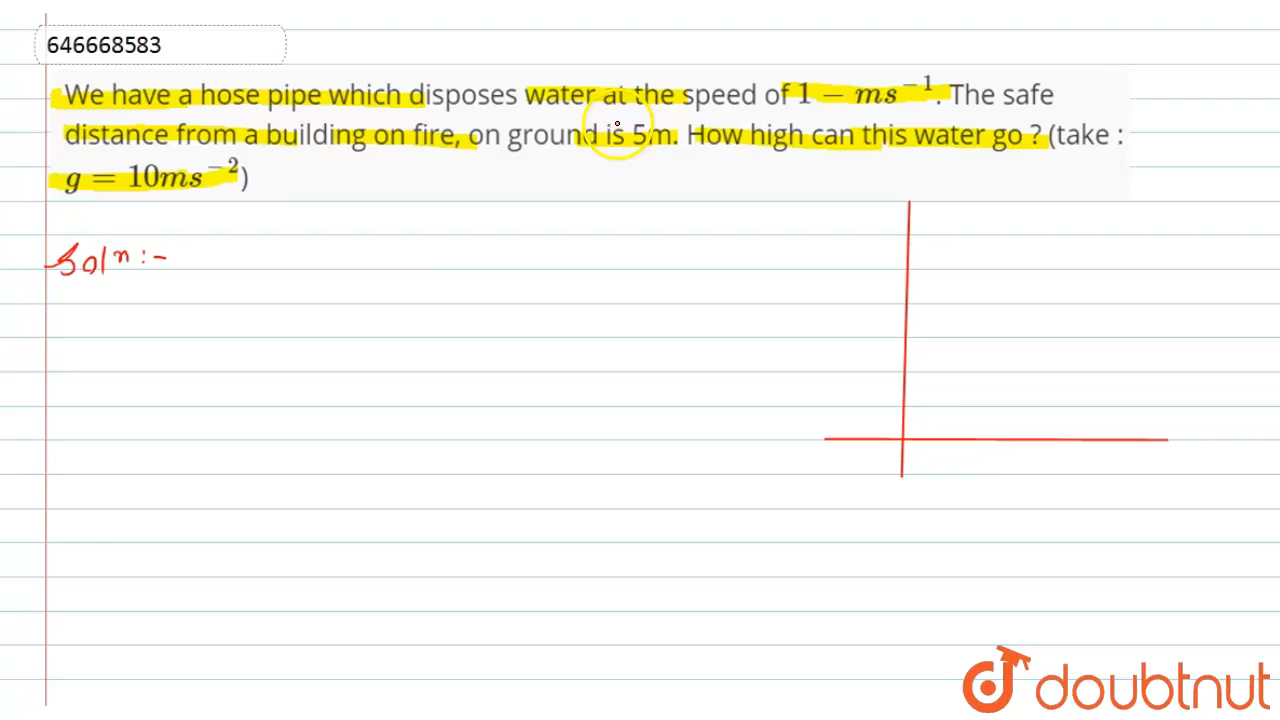 646668583
We have a hose pipe which disposes water at the speed of 1 − ms⁻¹. The safe
distance from a building on fire, on ground is 5m. How high can this water go ? (take :
g = 10ms⁻²)
Solⁿ :-
doubtnut